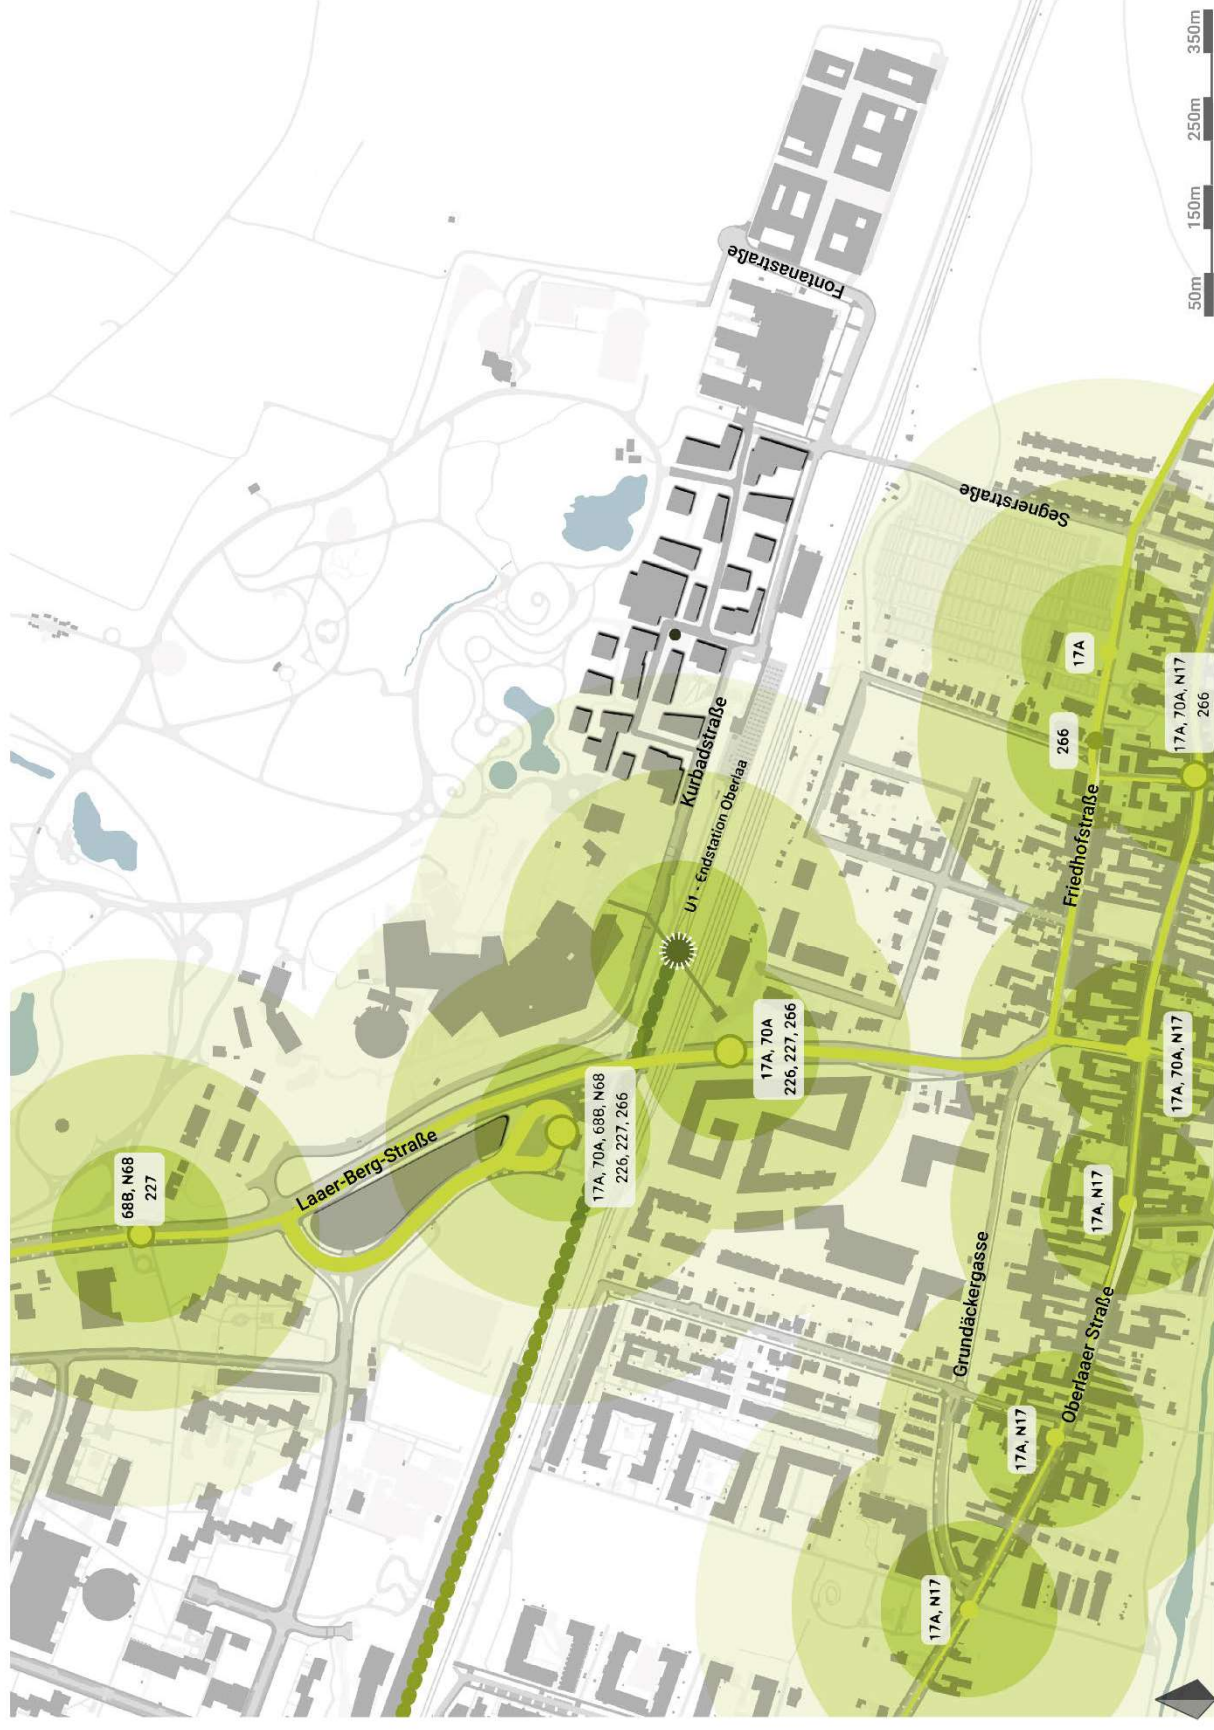 68B, N68
227
Laaer-Berg-Straße
17A, 70A, 68B, N68
226, 227, 266
17A, 70A
226, 227, 266
U1 - Endstation Oberlaa
Kurbadstraße
Fontanastraße
Segnerstraße
Friedhofstraße
266
17A
17A, 70A, N17
266
17A, 70A, N17
17A, N17
Grundäckergasse
Oberlaaer Straße
17A, N17
17A, N17
50m
150m
250m
350m